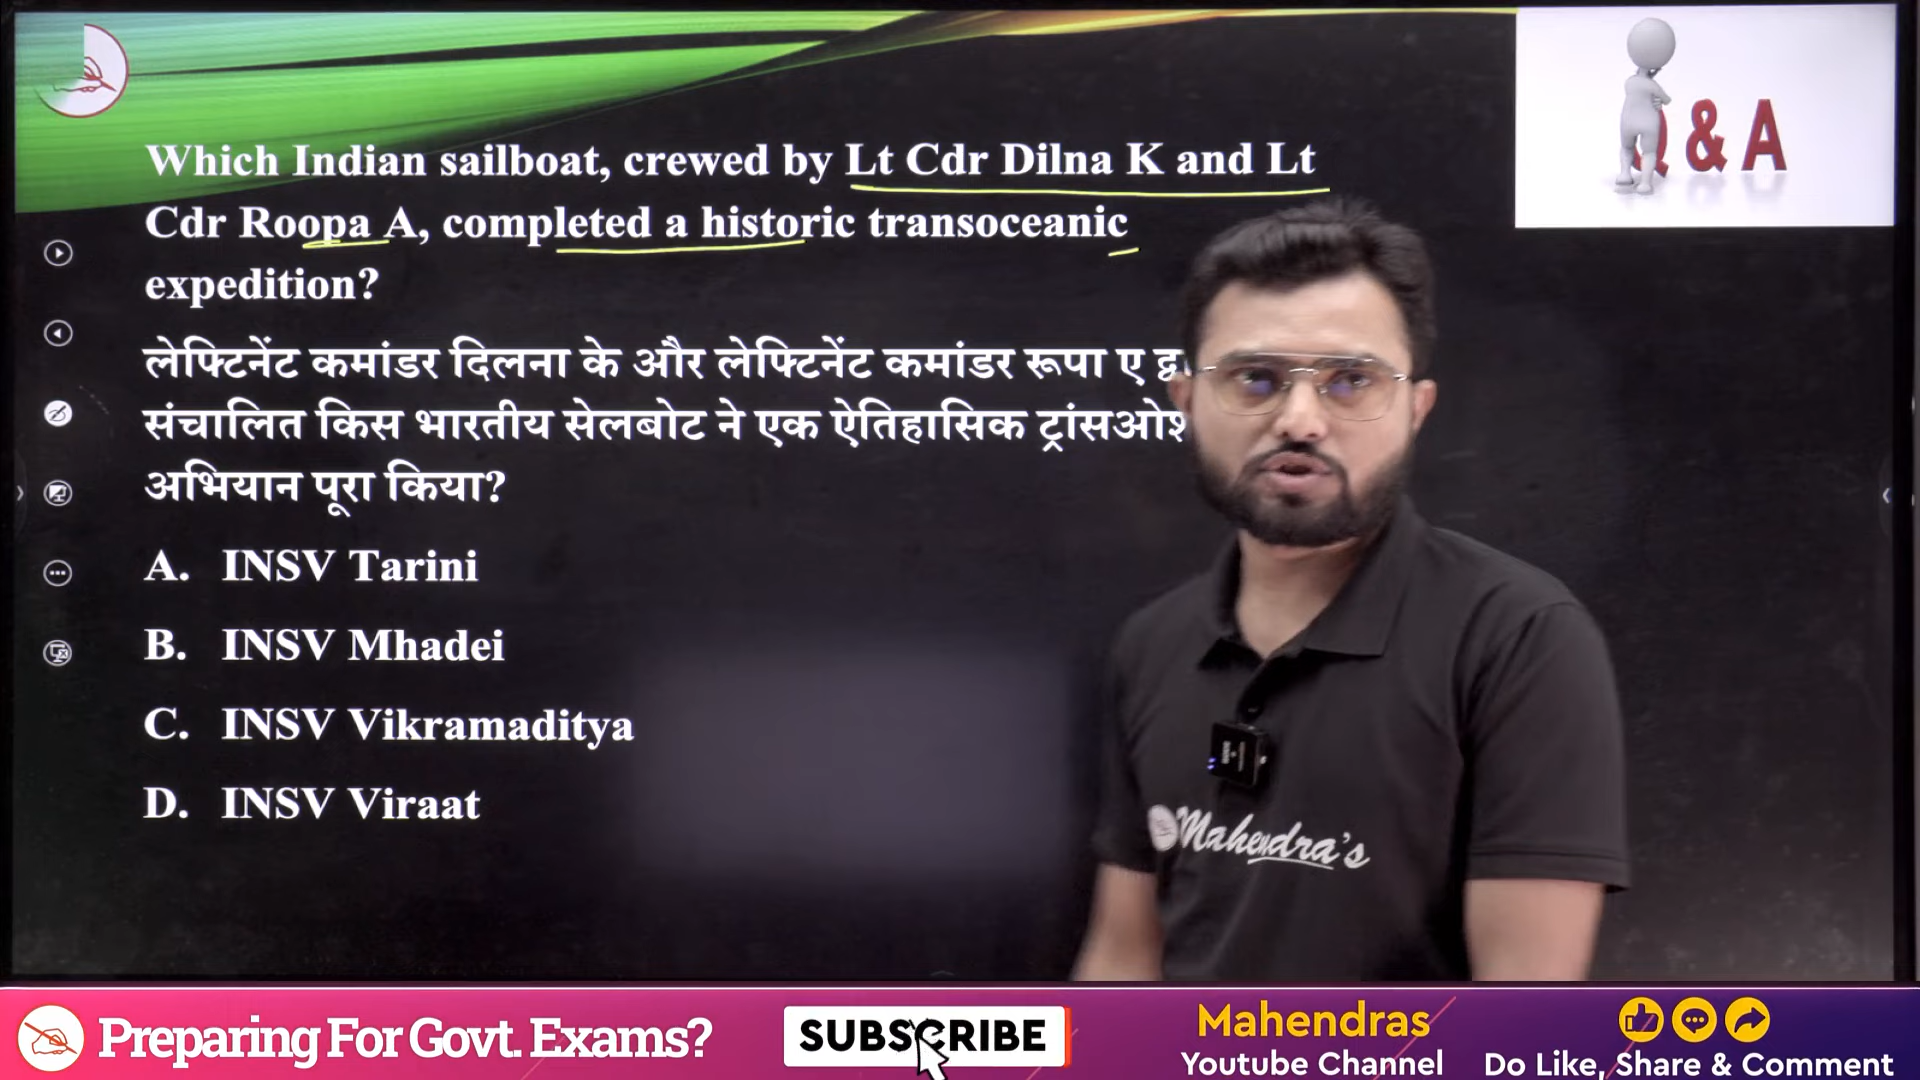 Which Indian sailboat, crewed by Lt Cdr Dilna K and Lt
Cdr Roopa A, completed a historic transoceanic
expedition?
लेफ्टिनेंट कमांडर दिलना के और लेफ्टिनेंट कमांडर रूपा ए
संचालित किस भारतीय सेलबोट ने एक ऐतिहासिक
अभियान पूरा किया?
A. INSV Tarini
B. INSV Mhadei
C. INSV Vikramaditya
D. INSV Viraat
Q & A
Mahendra's
Preparing For Govt. Exams?
SUBSCRIBE
Mahendras
Youtube Channel
Do Like, Share & Comment